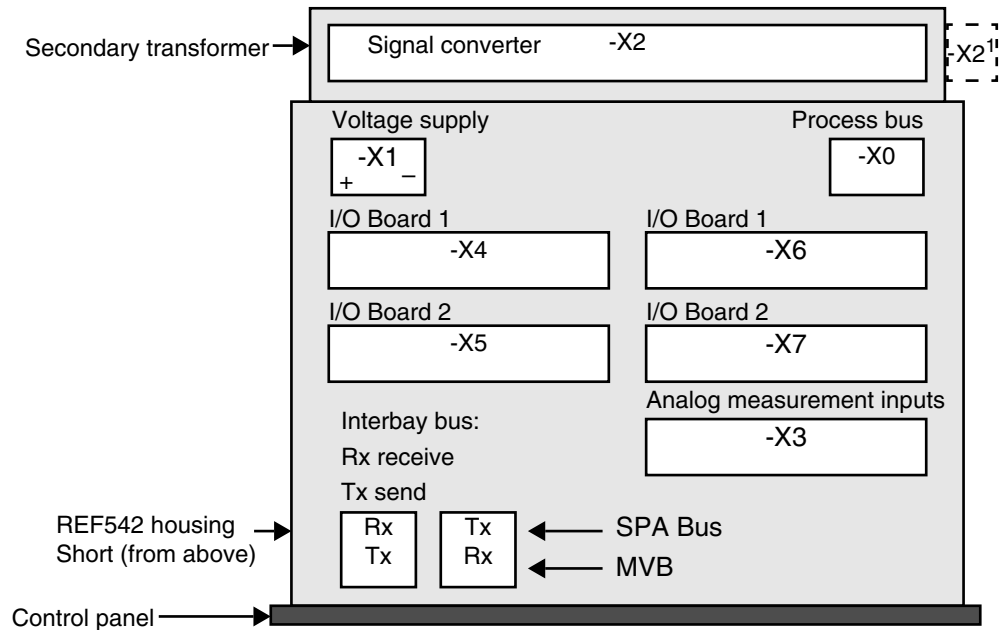 Secondary transformer
Signal converter -X2
-X2¹
Voltage supply
Process bus
-X1
+ –
-X0
I/O Board 1
I/O Board 1
-X4
-X6
I/O Board 2
I/O Board 2
-X5
-X7
Analog measurement inputs
-X3
Interbay bus:
Rx receive
Tx send
REF542 housing
Short (from above)
Rx
Tx
Tx
Rx
SPA Bus
MVB
Control panel